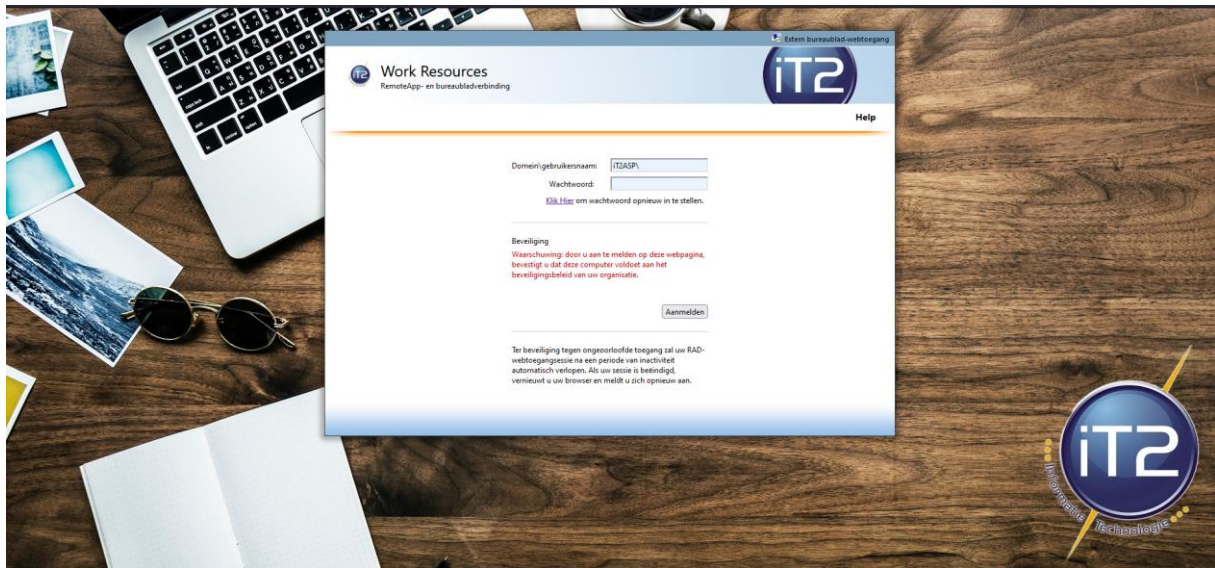 Extern bureaublad-webtoegang
iT2
Work Resources
RemoteApp- en bureaubladverbinding
iT2
Help
Domein\gebruikersnaam:
iT2ASP\
Wachtwoord:
Klik Hier om wachtwoord opnieuw in te stellen.
Beveiliging
Waarschuwing: door u aan te melden op deze webpagina,
bevestigt u dat deze computer voldoet aan het
beveiligingsbeleid van uw organisatie.
Aanmelden
Ter beveiliging tegen ongeoorloofde toegang zal uw RAD-
webtoegangsessie na een periode van inactiviteit
automatisch verlopen. Als uw sessie is beëindigd,
vernieuwt u uw browser en meldt u zich opnieuw aan.
iT2
Informatie Technologie